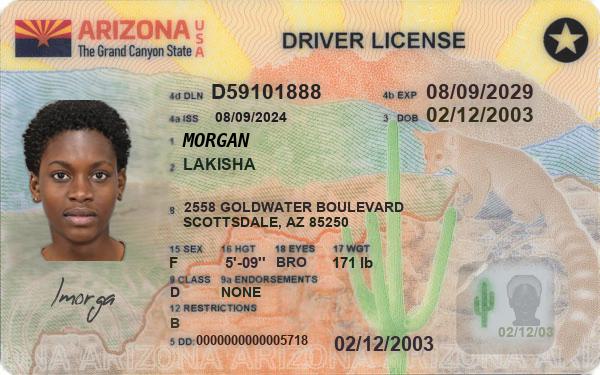 ARIZONA USA
The Grand Canyon State
DRIVER LICENSE
4d DLN D59101888
4b EXP 08/09/2029
4a ISS 08/09/2024
3 DOB 02/12/2003
1 MORGAN
2 LAKISHA
8 2558 GOLDWATER BOULEVARD
SCOTTSDALE, AZ 85250
15 SEX 16 HGT 18 EYES 17 WGT
F 5'-09" BRO 171 lb
9 CLASS 9a ENDORSEMENTS
D NONE
12 RESTRICTIONS
B
lmorga
5 DD: 0000000000005718
02/12/2003
02/12/03
ARIZONA ARIZONA ARIZONA ARIZONA